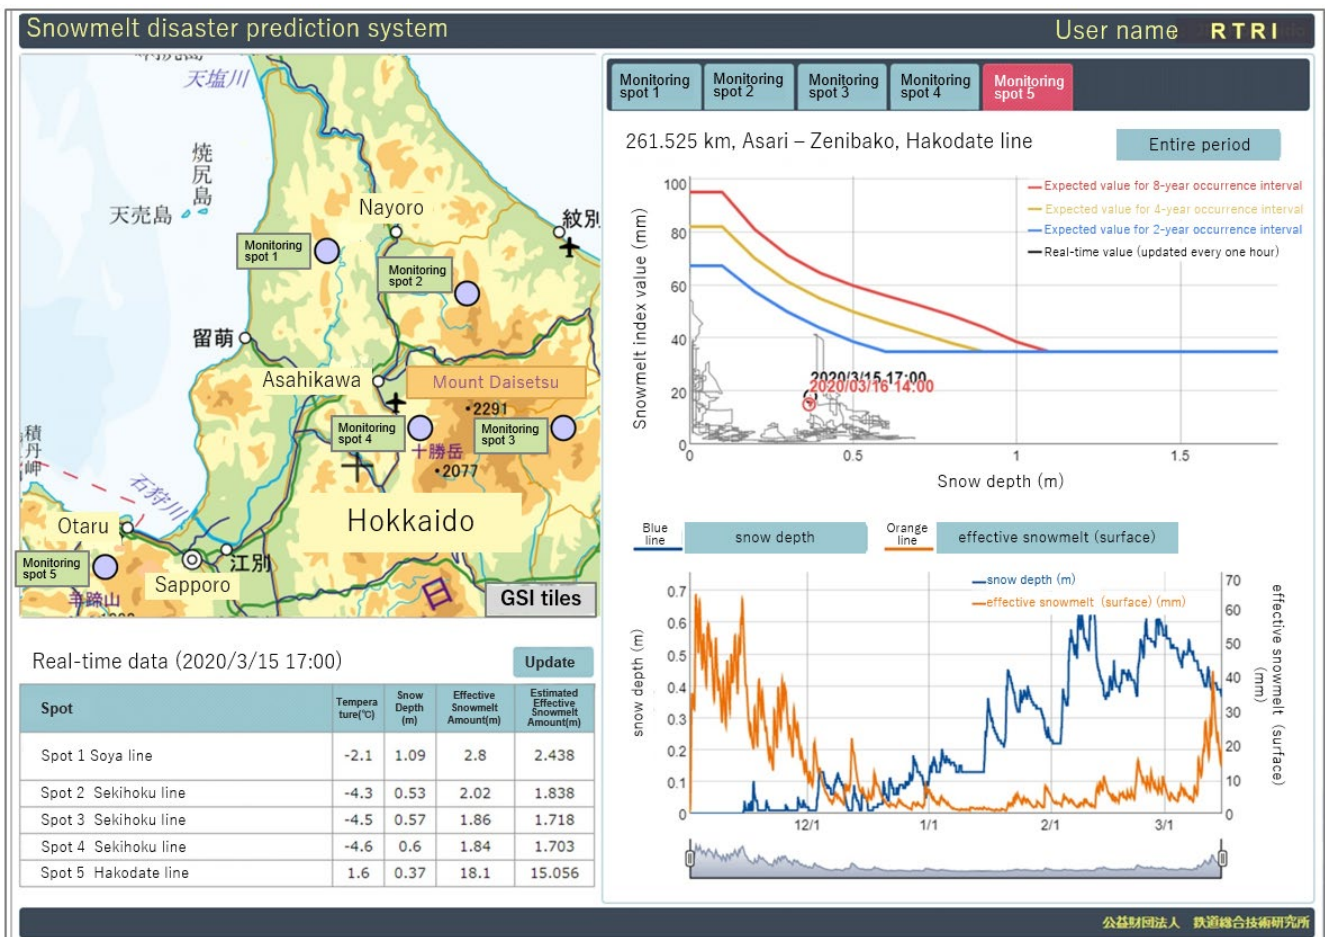 Snowmelt disaster prediction system
User name RTRI
天塩川
焼尻島
天売島
Nayoro
紋別
Monitoring
spot 1
Monitoring
spot 2
留萌
Asahikawa
Mount Daisetsu
•2291
Monitoring
spot 4
Monitoring
spot 3
十勝岳
•2077
積丹岬
石狩川
Hokkaido
Otaru
江別
Monitoring
spot 5
Sapporo
羊蹄山
日
GSI tiles
Real-time data (2020/3/15 17:00)
Update
Spot
Tempera
ture(℃)
Snow
Depth
(m)
Effective
Snowmelt
Amount(m)
Estimated
Effective
Snowmelt
Amount(m)
Spot 1 Soya line -2.1 1.09 2.8 2.438
Spot 2 Sekihoku line -4.3 0.53 2.02 1.838
Spot 3 Sekihoku line -4.5 0.57 1.86 1.718
Spot 4 Sekihoku line -4.6 0.6 1.84 1.703
Spot 5 Hakodate line 1.6 0.37 18.1 15.056
Monitoring
spot 1
Monitoring
spot 2
Monitoring
spot 3
Monitoring
spot 4
Monitoring
spot 5
261.525 km, Asari – Zenibako, Hakodate line
Entire period
Expected value for 8-year occurrence interval
Expected value for 4-year occurrence interval
Expected value for 2-year occurrence interval
Real-time value (updated every one hour)
Snowmelt index value (mm)
100
80
60
40
20
0
2020/3/15 17:00
2020/03/16 14:00
0 0.5 1 1.5
Snow depth (m)
Blue
line
snow depth
Orange
line
effective snowmelt (surface)
snow depth (m)
effective snowmelt (surface) (mm)
snow depth (m)
0.7
0.6
0.5
0.4
0.3
0.2
0.1
0
70
60
50
40
30
20
10
0
effective snowmelt (surface)
(mm)
12/1 1/1 2/1 3/1
公益財団法人 鉄道総合技術研究所